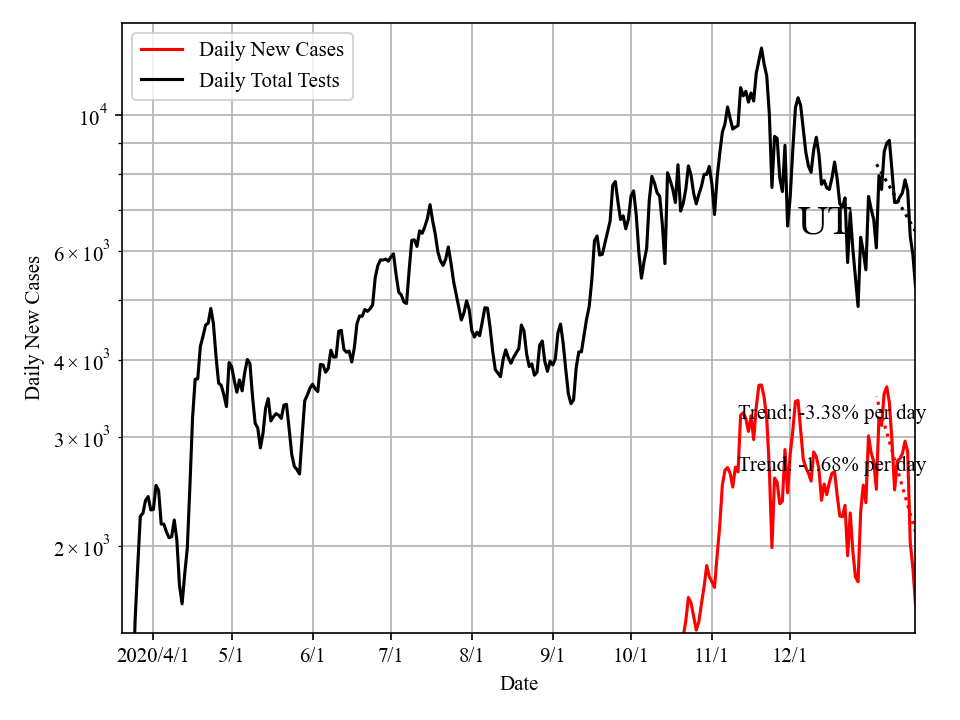 Daily New Cases
Daily Total Tests
10^4
6 × 10^3
4 × 10^3
3 × 10^3
2 × 10^3
Daily New Cases
UT
Trend: -3.38% per day
Trend: -1.68% per day
2020/4/1 5/1 6/1 7/1 8/1 9/1 10/1 11/1 12/1
Date